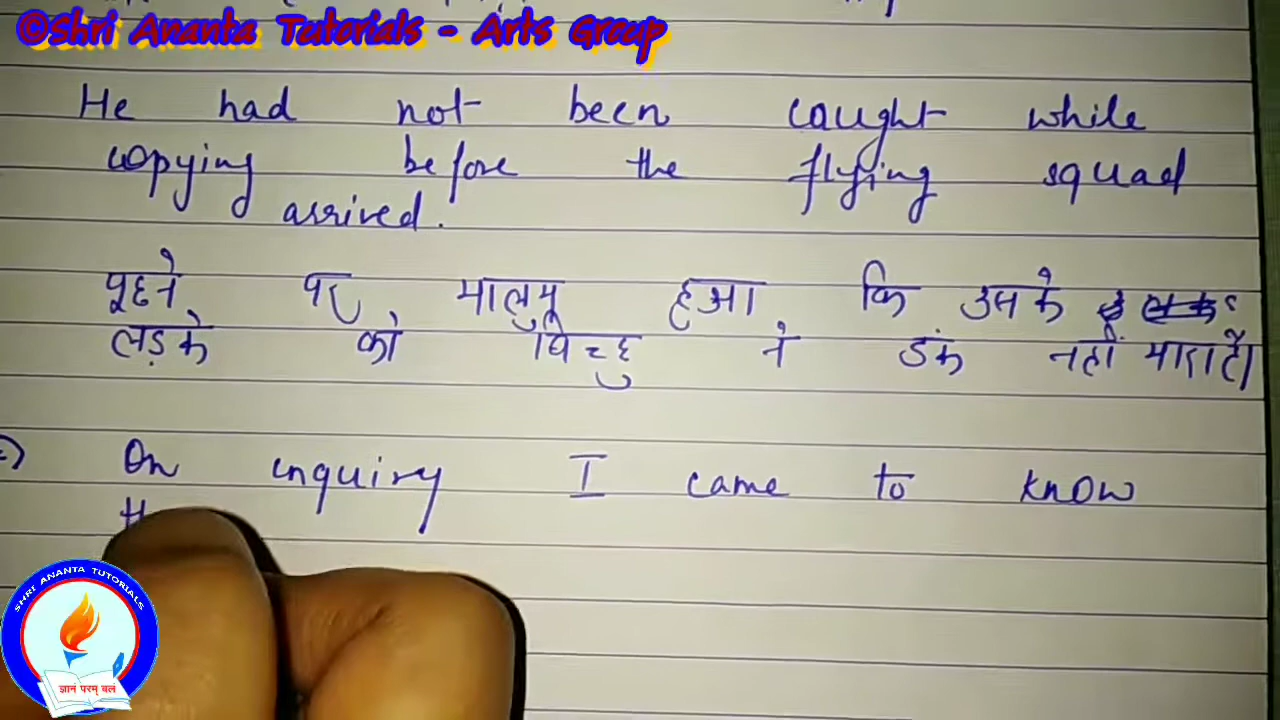 ©Shri Ananta Tutorials - Arts Group
He had not been caught while
copying before the flying squad
arrived.
पूछने पर मालुम हुआ कि उसके
लड़के को बिच्छु ने डंक नहीं मारा है।
On inquiry I came to know
SHRI ANANTA TUTORIALS
ज्ञानं परमं बलं